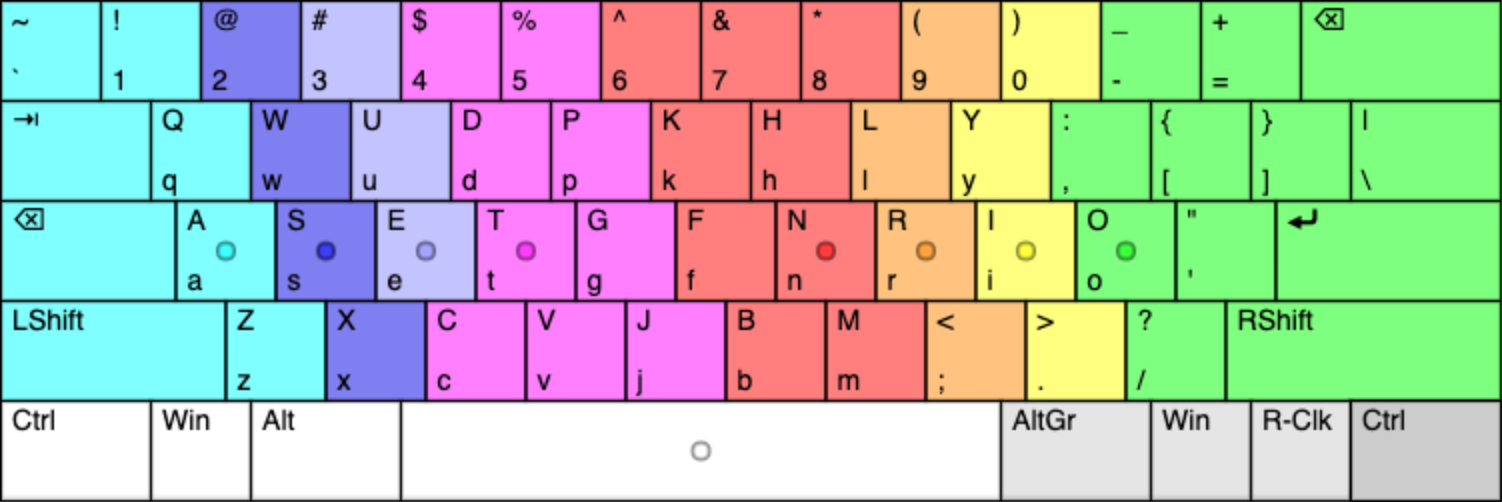 ~ ! @ # $ % ^ & * ( ) _ + ⌫
` 1 2 3 4 5 6 7 8 9 0 - =
⇥ Q W U D P K H L Y : { } |
q w u d p k h l y , [ ] \
⌫ A S E T G F N R I O " ↵
a s e t g f n r i o '
LShift Z X C V J B M < > ? RShift
z x c v j b m ; . /
Ctrl Win Alt AltGr Win R-Clk Ctrl